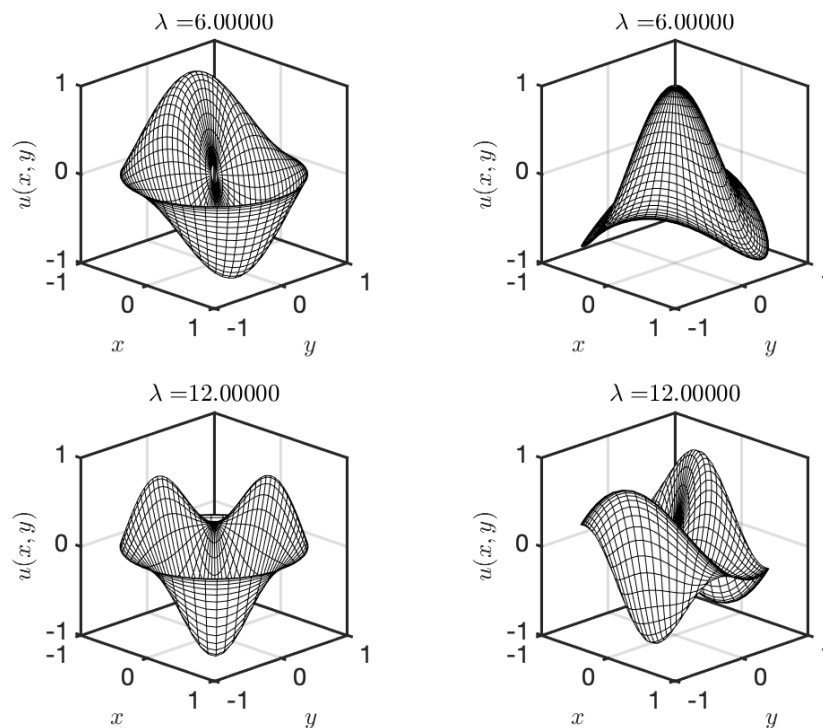 λ =6.00000
1
0
-1
u(x, y)
-1
0
1
x
-1
0
1
y
λ =6.00000
1
0
-1
u(x, y)
-1
0
1
x
-1
0
1
y
λ =12.00000
1
0
-1
u(x, y)
-1
0
1
x
-1
0
1
y
λ =12.00000
1
0
-1
u(x, y)
-1
0
1
x
-1
0
1
y